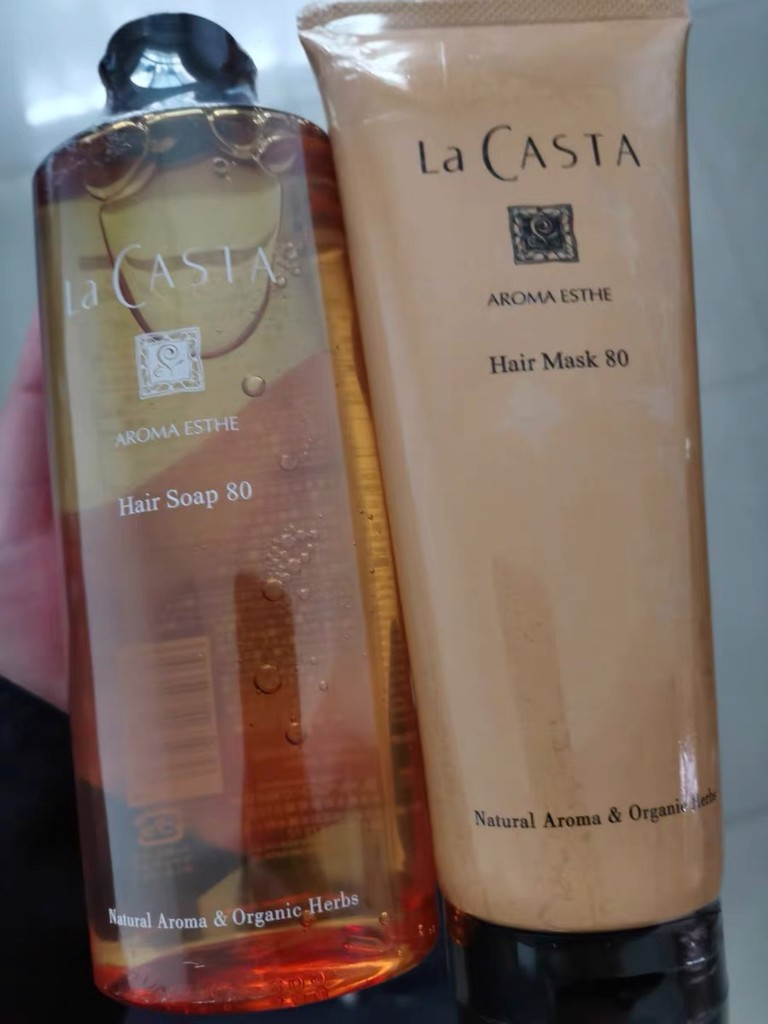 La CASTA
AROMA ESTHE
Hair Soap 80
Natural Aroma & Organic Herbs
La CASTA
AROMA ESTHE
Hair Mask 80
Natural Aroma & Organic Herbs